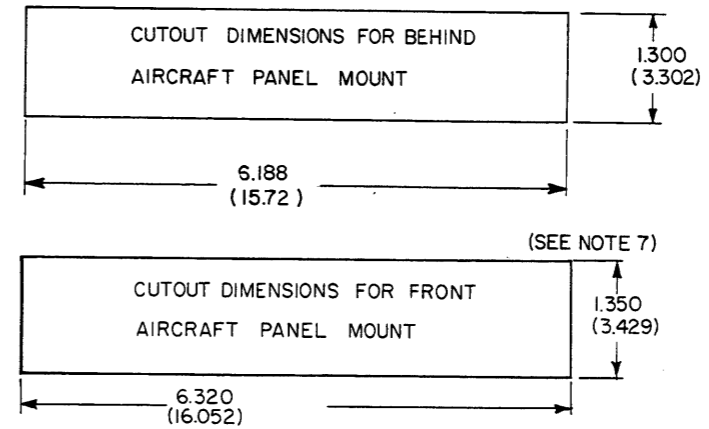 CUTOUT DIMENSIONS FOR BEHIND
AIRCRAFT PANEL MOUNT
1.300
(3.302)
6.188
(15.72)
(SEE NOTE 7)
CUTOUT DIMENSIONS FOR FRONT
AIRCRAFT PANEL MOUNT
1.350
(3.429)
6.320
(16.052)